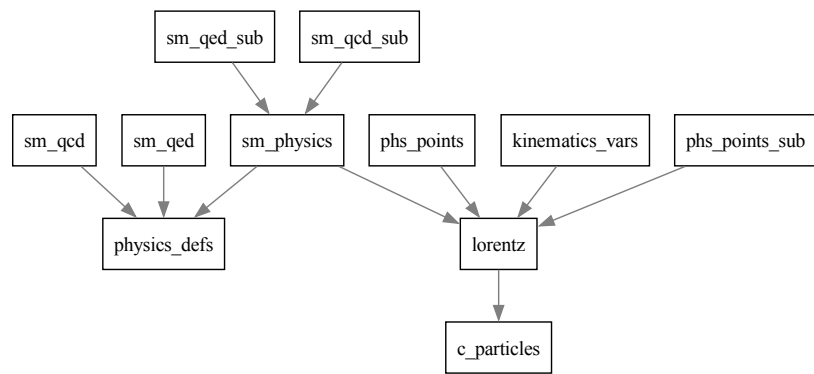 sm_qed_sub
sm_qcd_sub
sm_qcd
sm_qed
sm_physics
phs_points
kinematics_vars
phs_points_sub
physics_defs
lorentz
c_particles